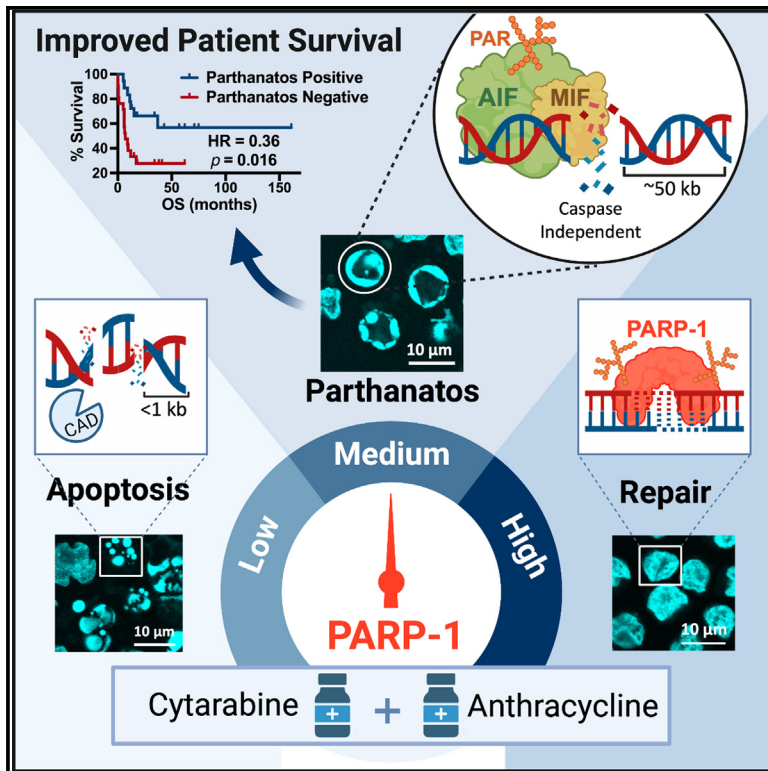 Improved Patient Survival
100
80
60
40
20
% Survival
Parthanatos Positive
Parthanatos Negative
HR = 0.36
p = 0.016
0
50
100
150
OS (months)
PAR
AIF
MIF
~50 kb
Caspase
Independent
10 μm
Parthanatos
CAD
<1 kb
Apoptosis
10 μm
PARP-1
Repair
10 μm
Low
Medium
High
PARP-1
Cytarabine
+
Anthracycline